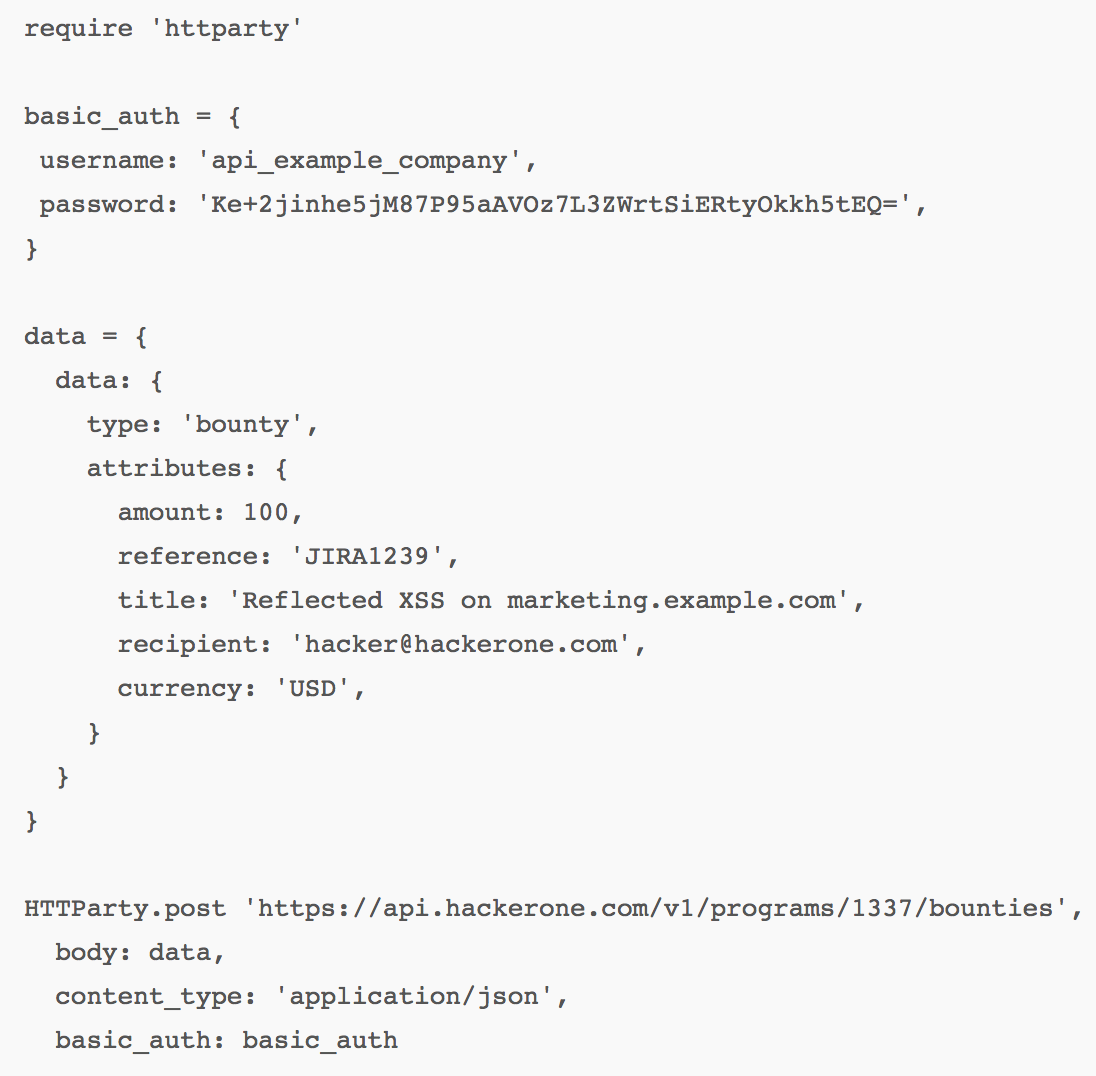 require 'httparty'

basic_auth = {
 username: 'api_example_company',
 password: 'Ke+2jinhe5jM87P95aAVOz7L3ZWrtSiERtyOkkh5tEQ=',
}

data = {
  data: {
    type: 'bounty',
    attributes: {
      amount: 100,
      reference: 'JIRA1239',
      title: 'Reflected XSS on marketing.example.com',
      recipient: 'hacker@hackerone.com',
      currency: 'USD',
    }
  }
}

HTTParty.post 'https://api.hackerone.com/v1/programs/1337/bounties',
  body: data,
  content_type: 'application/json',
  basic_auth: basic_auth